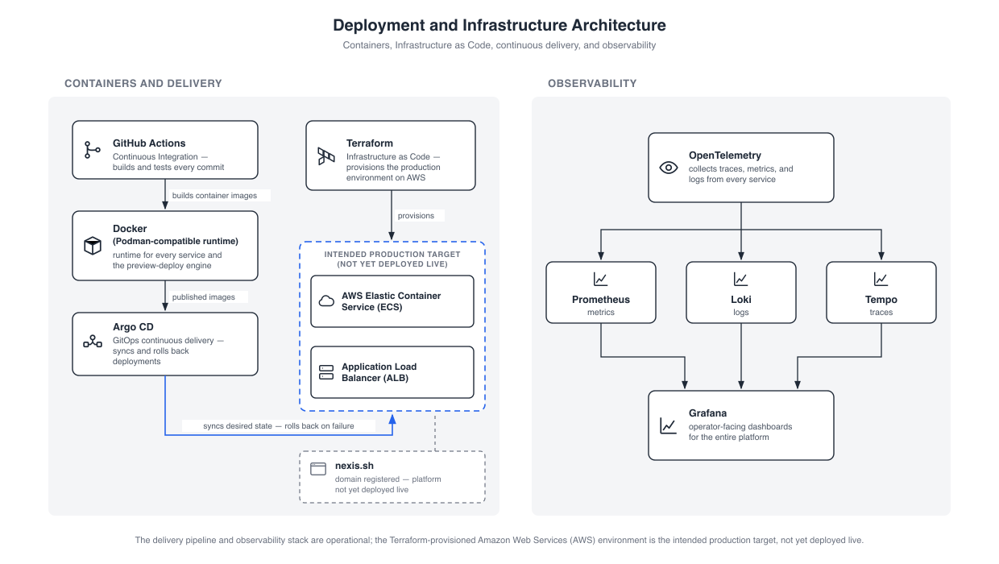 Deployment and Infrastructure Architecture
Containers, Infrastructure as Code, continuous delivery, and observability
CONTAINERS AND DELIVERY
GitHub Actions
Continuous Integration —
builds and tests every commit
builds container images
Docker
(Podman-compatible runtime)
runtime for every service and
the preview-deploy engine
published images
Argo CD
GitOps continuous delivery —
syncs and rolls back
deployments
syncs desired state — rolls back on failure
Terraform
Infrastructure as Code —
provisions the production
environment on AWS
provisions
INTENDED PRODUCTION TARGET
(NOT YET DEPLOYED LIVE)
AWS Elastic Container
Service (ECS)
Application Load
Balancer (ALB)
nexis.sh
domain registered — platform
not yet deployed live
OBSERVABILITY
OpenTelemetry
collects traces, metrics, and
logs from every service
Prometheus
metrics
Loki
logs
Tempo
traces
Grafana
operator-facing dashboards
for the entire platform
The delivery pipeline and observability stack are operational; the Terraform-provisioned Amazon Web Services (AWS) environment is the intended production target, not yet deployed live.